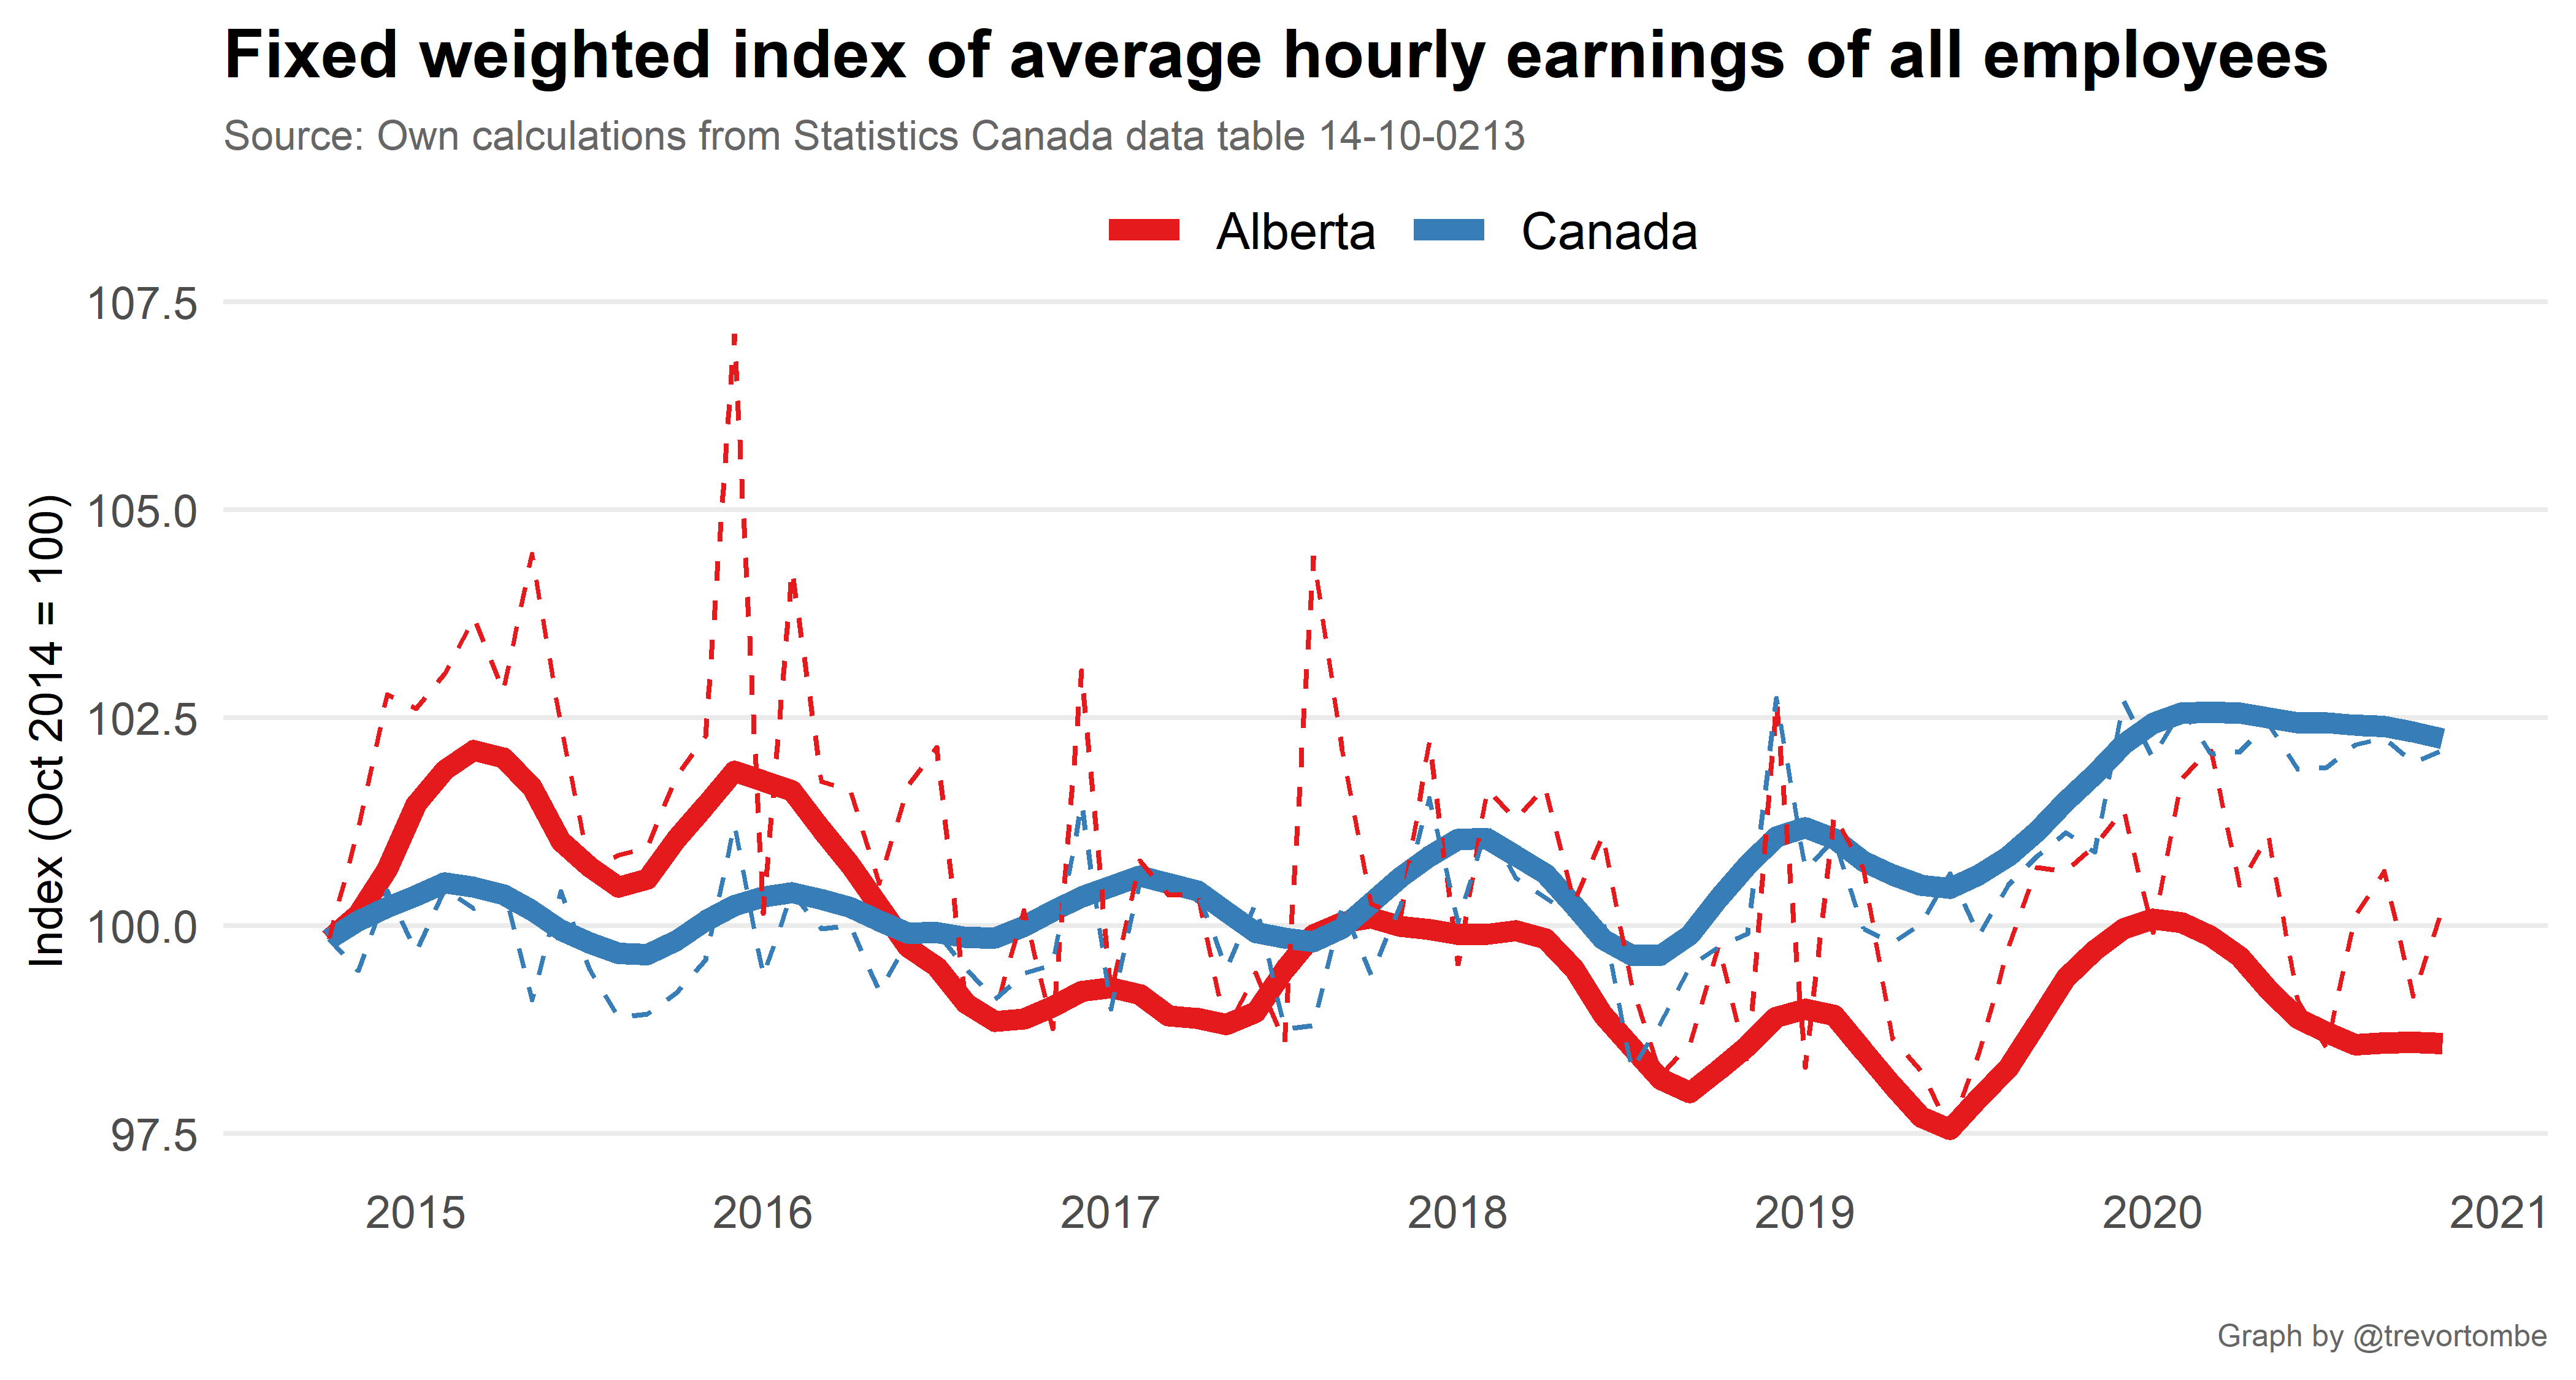 Fixed weighted index of average hourly earnings of all employees
Source: Own calculations from Statistics Canada data table 14-10-0213
Alberta Canada
107.5
105.0
102.5
100.0
97.5
Index (Oct 2014 = 100)
2015 2016 2017 2018 2019 2020 2021
Graph by @trevortombe